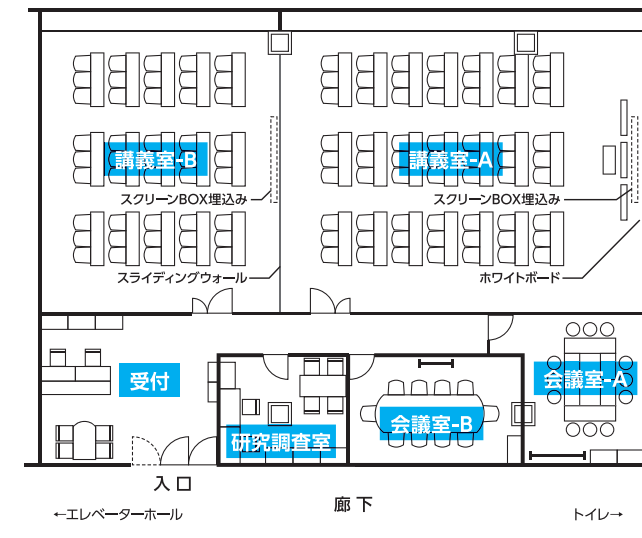 講義室-B
講義室-A
スクリーンBOX埋込み
スクリーンBOX埋込み
スライディングウォール
ホワイトボード
受付
会議室-A
会議室-B
研究調査室
入口
廊下
←エレベーターホール
トイレ→